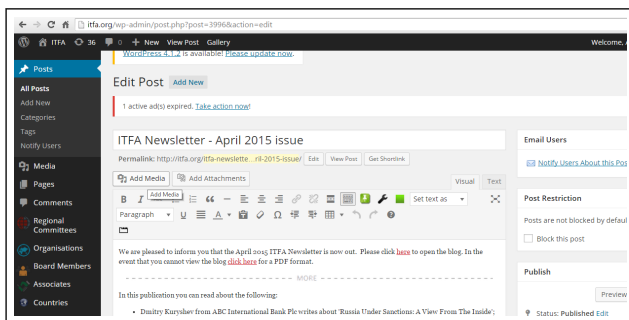 itfa.org/wp-admin/post.php?post=3996&action=edit
ITFA 36 0 + New View Post Gallery Welcome,
WordPress 4.1.2 is available! Please update now.
Posts
All Posts
Add New
Categories
Tags
Notify Users
Media
Pages
Comments
Regional
Committees
Organisations
Board Members
Associates
Countries
Edit Post Add New
1 active ad(s) expired. Take action now!
ITFA Newsletter - April 2015 issue
Permalink: http://itfa.org/itfa-newslette...ril-2015-issue/ Edit View Post Get Shortlink
Add Media Add Attachments Visual Text
Add Media
B I ABC Set text as
Paragraph U A
We are pleased to inform you that the April 2015 ITFA Newsletter is now out. Please click here to open the blog. In the
event that you cannot view the blog click here for a PDF format.
MORE
In this publication you can read about the following:
• Dmitry Kuryshev from ABC International Bank Plc writes about 'Russia Under Sanctions: A View From The Inside';
Email Users
Notify Users About this Pos
Post Restriction
Posts are not blocked by defaul
Block this post
Publish
Preview
Status: Published Edit